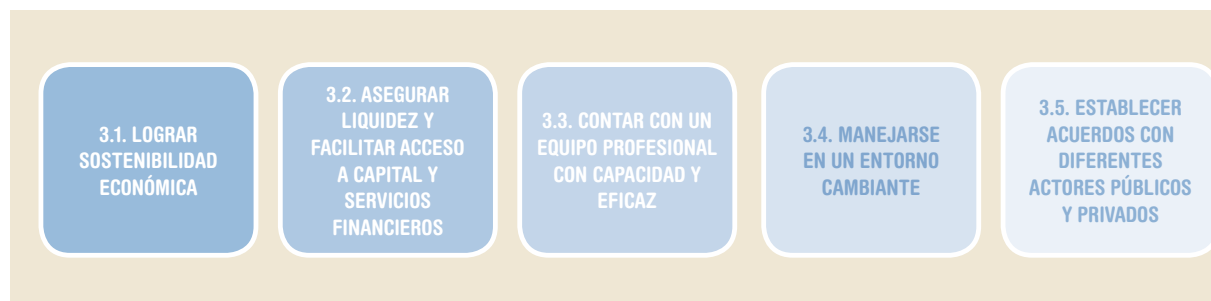 3.1. LOGRAR
SOSTENIBILIDAD
ECONÓMICA
3.2. ASEGURAR
LIQUIDEZ Y
FACILITAR ACCESO
A CAPITAL Y
SERVICIOS
FINANCIEROS
3.3. CONTAR CON UN
EQUIPO PROFESIONAL
CON CAPACIDAD Y
EFICAZ
3.4. MANEJARSE
EN UN ENTORNO
CAMBIANTE
3.5. ESTABLECER
ACUERDOS CON
DIFERENTES
ACTORES PÚBLICOS
Y PRIVADOS